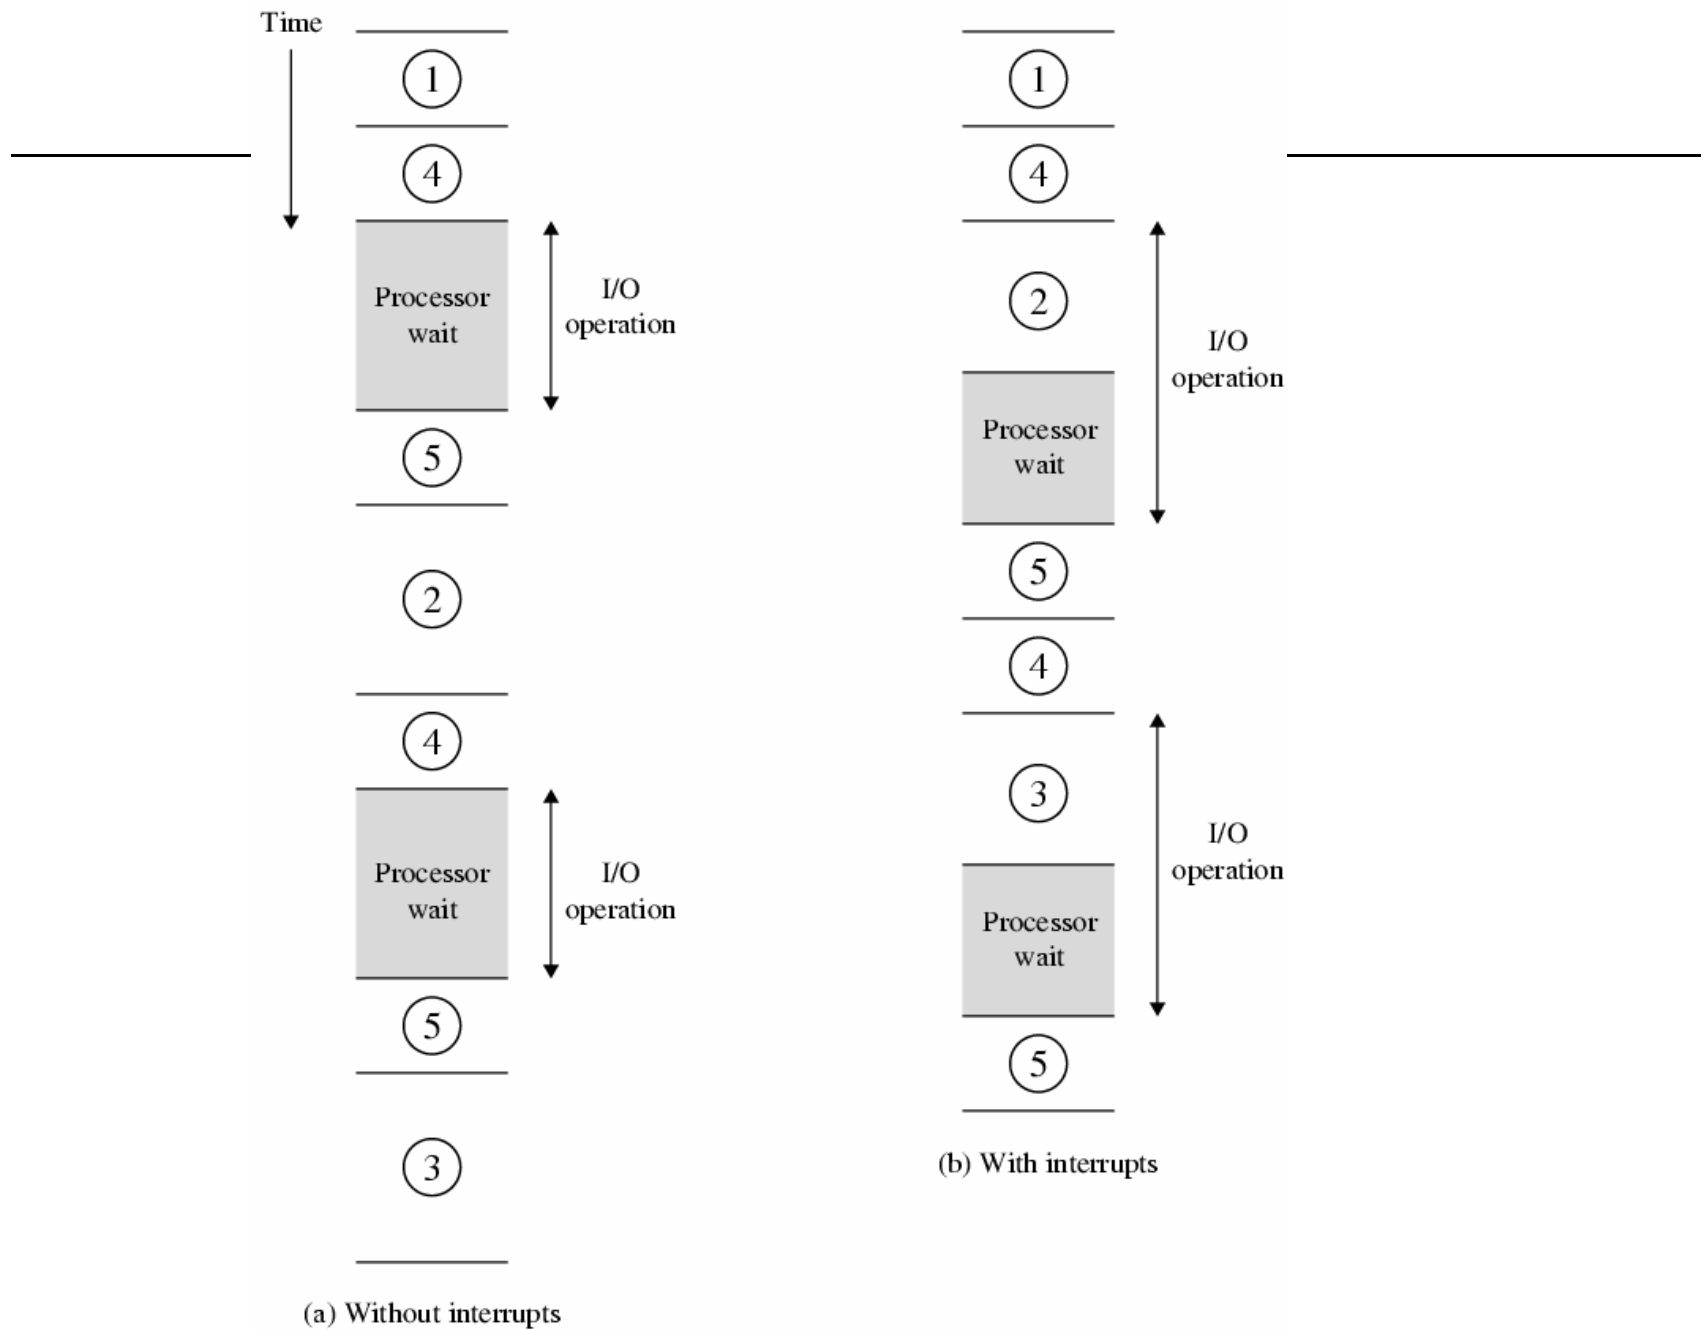 Time
1
4
Processor
wait
I/O
operation
5
2
4
Processor
wait
I/O
operation
5
3
(a) Without interrupts
1
4
2
I/O
operation
Processor
wait
5
4
3
I/O
operation
Processor
wait
5
(b) With interrupts